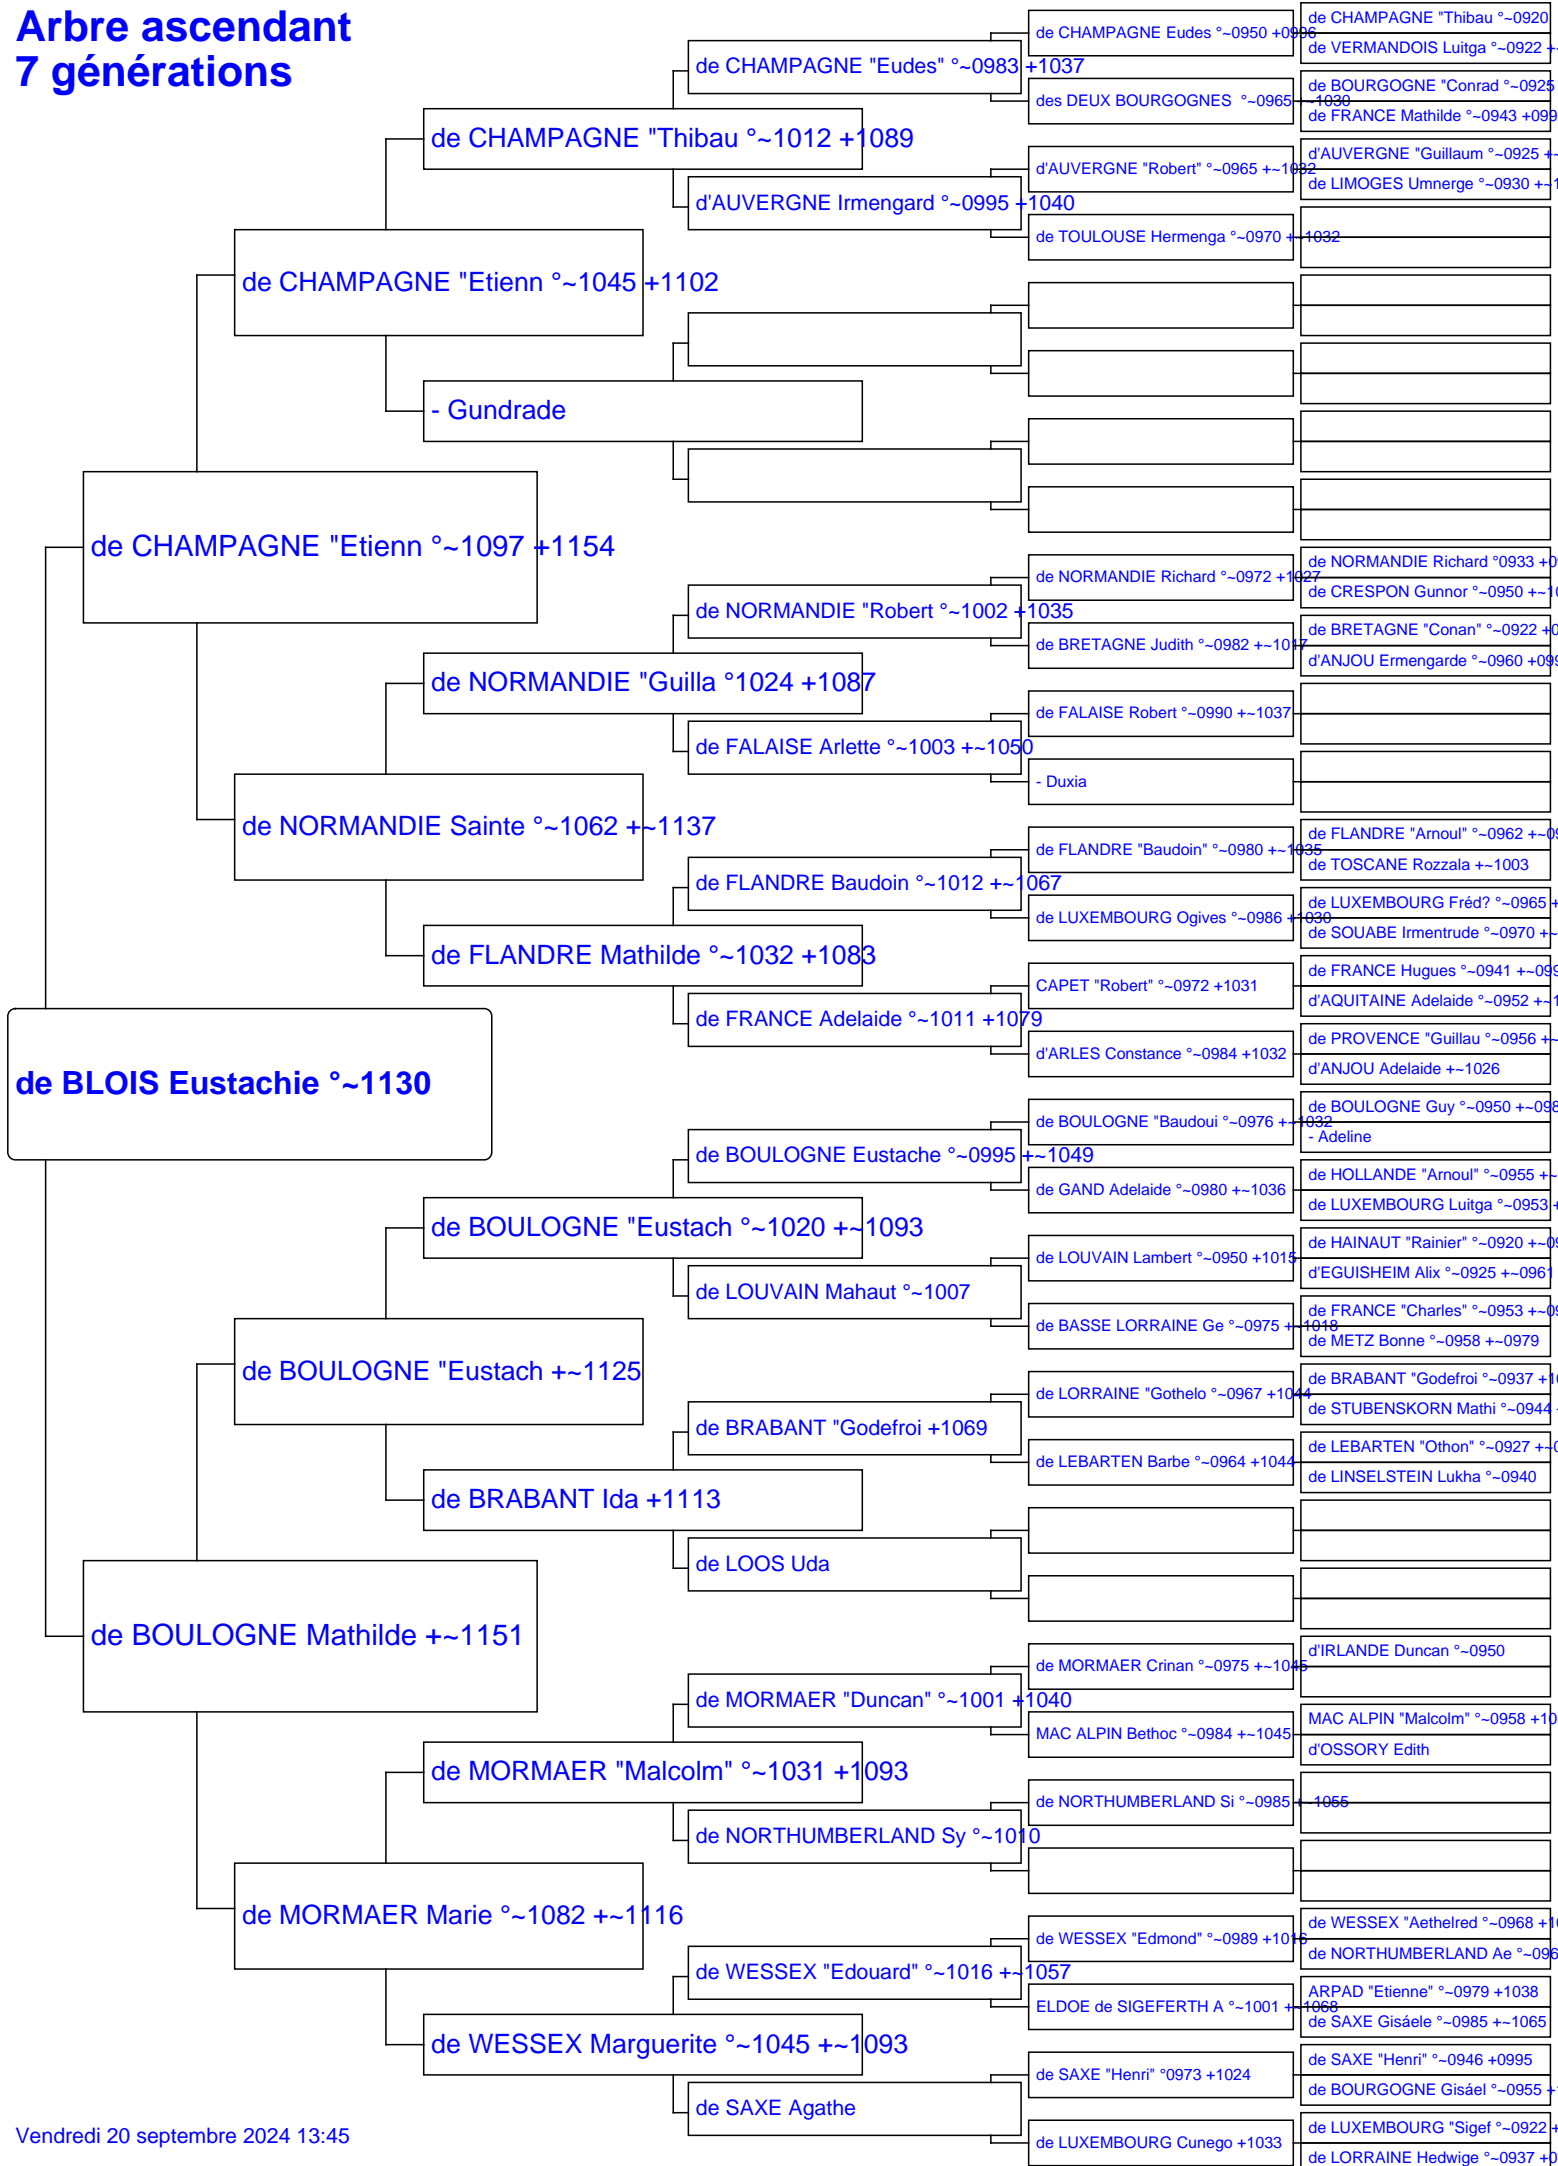 Arbre ascendant
7 générations
de CHAMPAGNE "Thibau °~0920
de CHAMPAGNE Eudes °~0950 +0996
de VERMANDOIS Luitga °~0922 +~
de CHAMPAGNE "Eudes" °~0983 +1037
de BOURGOGNE "Conrad °~0925
des DEUX BOURGOGNES °~0965 +~1030
de FRANCE Mathilde °~0943 +099
de CHAMPAGNE "Thibau °~1012 +1089
d'AUVERGNE "Guillaum °~0925 +~
d'AUVERGNE "Robert" °~0965 +~1032
de LIMOGES Umnerge °~0930 +~1
d'AUVERGNE Irmengard °~0995 +1040
de TOULOUSE Hermenga °~0970 +~1032
de CHAMPAGNE "Etienn °~1045 +1102
- Gundrade
de CHAMPAGNE "Etienn °~1097 +1154
de NORMANDIE Richard °0933 +09
de NORMANDIE Richard °~0972 +1027
de CRESPON Gunnor °~0950 +~10
de NORMANDIE "Robert °~1002 +1035
de BRETAGNE "Conan" °~0922 +0
de BRETAGNE Judith °~0982 +~1017
d'ANJOU Ermengarde °~0960 +099
de NORMANDIE "Guilla °1024 +1087
de FALAISE Robert °~0990 +~1037
de FALAISE Arlette °~1003 +~1050
- Duxia
de NORMANDIE Sainte °~1062 +~1137
de FLANDRE "Arnoul" °~0962 +~09
de FLANDRE "Baudoin" °~0980 +~1035
de TOSCANE Rozzala +~1003
de FLANDRE Baudoin °~1012 +~1067
de LUXEMBOURG Fréd? °~0965 +
de LUXEMBOURG Ogives °~0986 +1030
de SOUABE Irmentrude °~0970 +~
de FLANDRE Mathilde °~1032 +1083
de FRANCE Hugues °~0941 +~099
CAPET "Robert" °~0972 +1031
d'AQUITAINE Adelaide °~0952 +~1
de FRANCE Adelaide °~1011 +1079
de PROVENCE "Guillau °~0956 +~
d'ARLES Constance °~0984 +1032
d'ANJOU Adelaide +~1026
de BLOIS Eustachie °~1130
de BOULOGNE Guy °~0950 +~098
de BOULOGNE "Baudoui °~0976 +~1032
- Adeline
de BOULOGNE Eustache °~0995 +~1049
de HOLLANDE "Arnoul" °~0955 +~
de GAND Adelaide °~0980 +~1036
de LUXEMBOURG Luitga °~0953 +
de BOULOGNE "Eustach °~1020 +~1093
de HAINAUT "Rainier" °~0920 +~09
de LOUVAIN Lambert °~0950 +1015
d'EGUISHEIM Alix °~0925 +~0961
de LOUVAIN Mahaut °~1007
de FRANCE "Charles" °~0953 +~09
de BASSE LORRAINE Ge °~0975 +~1018
de METZ Bonne °~0958 +~0979
de BOULOGNE "Eustach +~1125
de BRABANT "Godefroi °~0937 +10
de LORRAINE "Gothelo °~0967 +1044
de STUBENSKORN Mathi °~0944 +
de BRABANT "Godefroi +1069
de LEBARTEN "Othon" °~0927 +~0
de LEBARTEN Barbe °~0964 +1044
de LINSELSTEIN Lukha °~0940
de BRABANT Ida +1113
de LOOS Uda
de BOULOGNE Mathilde +~1151
d'IRLANDE Duncan °~0950
de MORMAER Crinan °~0975 +~1045
de MORMAER "Duncan" °~1001 +1040
MAC ALPIN "Malcolm" °~0958 +10
MAC ALPIN Bethoc °~0984 +~1045
d'OSSORY Edith
de MORMAER "Malcolm" °~1031 +1093
de NORTHUMBERLAND Si °~0985 +~1055
de NORTHUMBERLAND Sy °~1010
de MORMAER Marie °~1082 +~1116
de WESSEX "Aethelred °~0968 +10
de WESSEX "Edmond" °~0989 +1016
de NORTHUMBERLAND Ae °~096
de WESSEX "Edouard" °~1016 +~1057
ARPAD "Etienne" °~0979 +1038
ELDOE de SIGEFERTH A °~1001 +~1068
de SAXE Gisáele °~0985 +~1065
de WESSEX Marguerite °~1045 +~1093
de SAXE "Henri" °~0946 +0995
de SAXE "Henri" °0973 +1024
de BOURGOGNE Gisáel °~0955 +1
de SAXE Agathe
de LUXEMBOURG "Sigef °~0922 +
de LUXEMBOURG Cunego +1033
de LORRAINE Hedwige °~0937 +0
Vendredi 20 septembre 2024 13:45